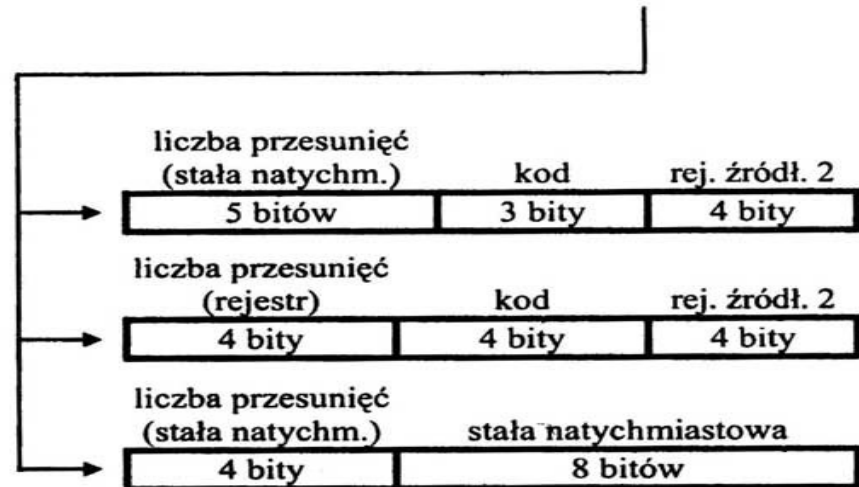 liczba przesunięć
(stała natychm.) kod rej. źródł. 2
5 bitów 3 bity 4 bity
liczba przesunięć
(rejestr) kod rej. źródł. 2
4 bity 4 bity 4 bity
liczba przesunięć
(stała natychm.) stała natychmiastowa
4 bity 8 bitów